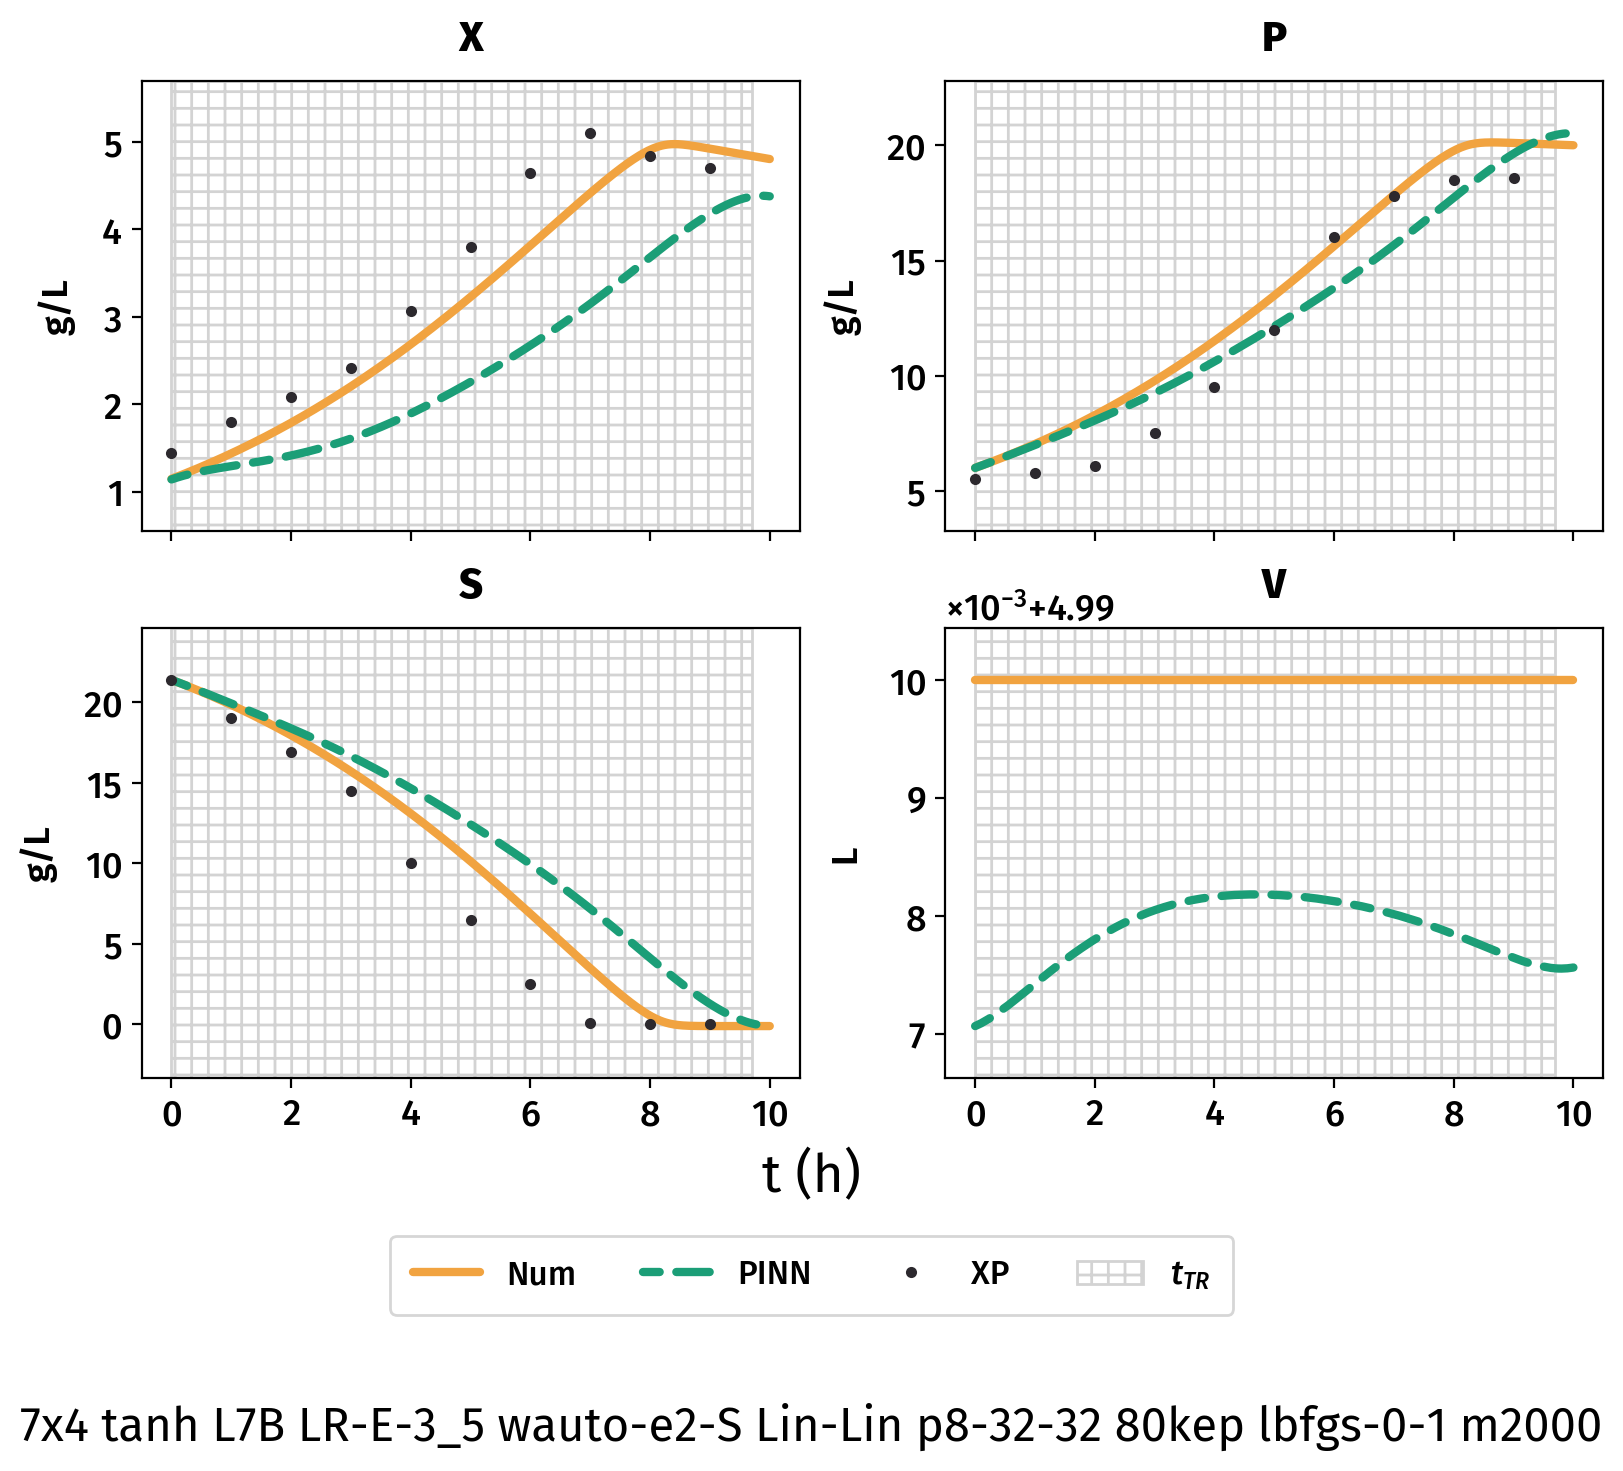 X
P
5
4
3
2
1
g/L
20
15
10
5
g/L
S
V
×10⁻³+4.99
20
15
10
5
0
g/L
10
9
8
7
L
0 2 4 6 8 10
0 2 4 6 8 10
t (h)
Num PINN XP t_TR
7x4 tanh L7B LR-E-3_5 wauto-e2-S Lin-Lin p8-32-32 80kep lbfgs-0-1 m2000